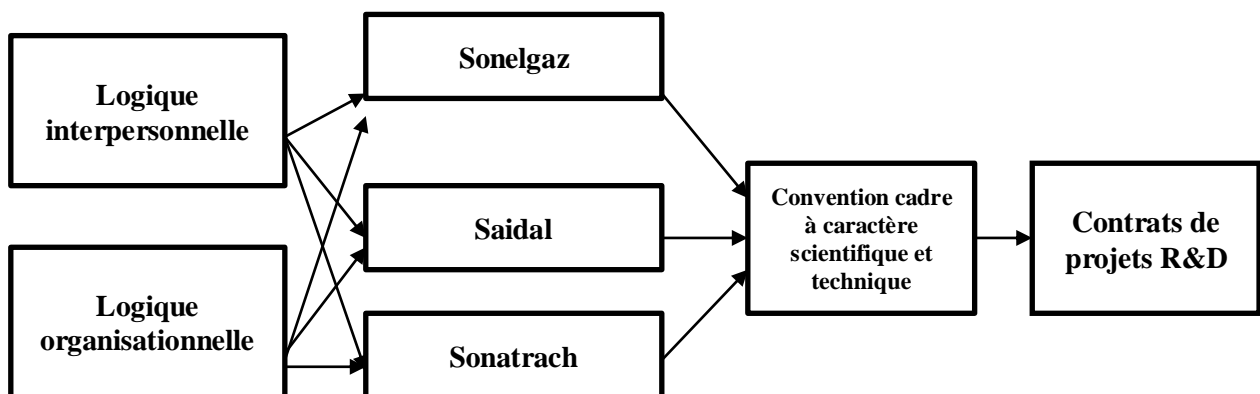 Logique
interpersonnelle
Logique
organisationnelle
Sonelgaz
Saidal
Sonatrach
Convention cadre
à caractère
scientifique et
technique
Contrats de
projets R&D